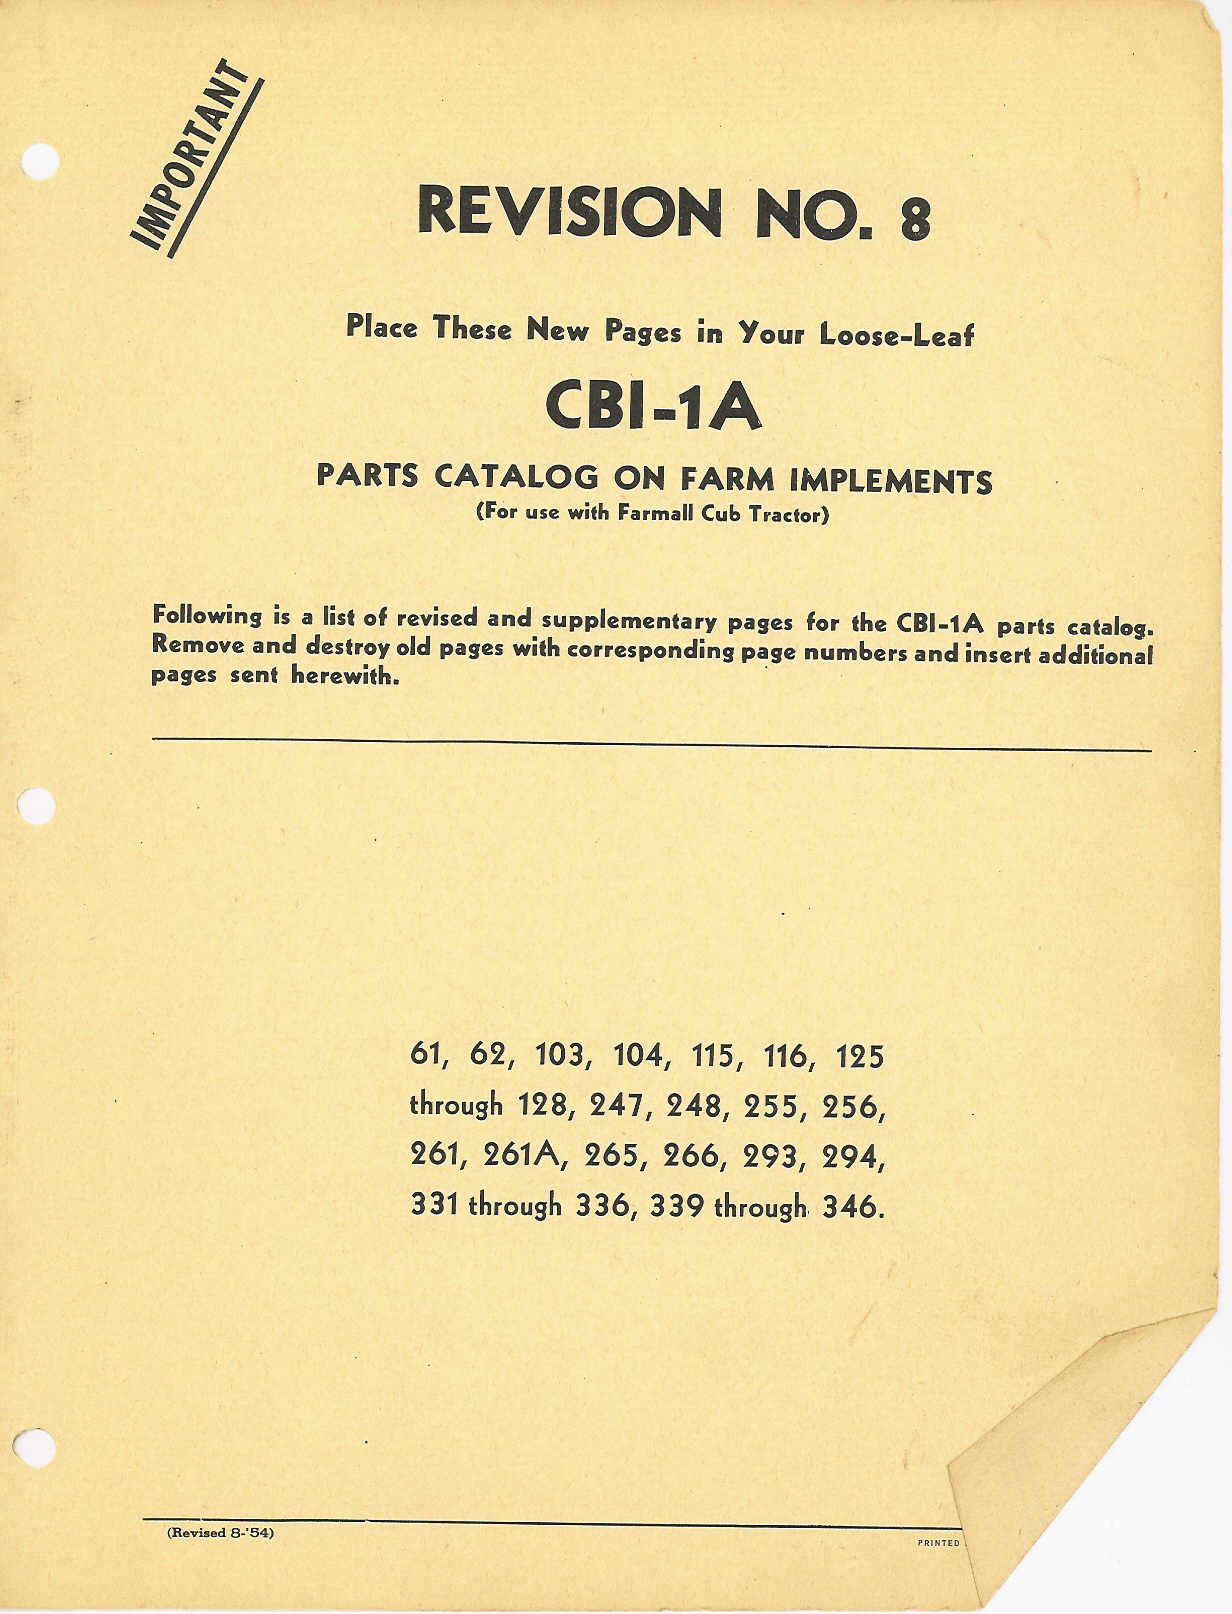 IMPORTANT
REVISION NO. 8
Place These New Pages in Your Loose-Leaf
CBI-1A
PARTS CATALOG ON FARM IMPLEMENTS
(For use with Farmall Cub Tractor)
Following is a list of revised and supplementary pages for the CBI-1A parts catalog.
Remove and destroy old pages with corresponding page numbers and insert additional
pages sent herewith.
61, 62, 103, 104, 115, 116, 125
through 128, 247, 248, 255, 256,
261, 261A, 265, 266, 293, 294,
331 through 336, 339 through 346.
(Revised 8-'54)
PRINTED